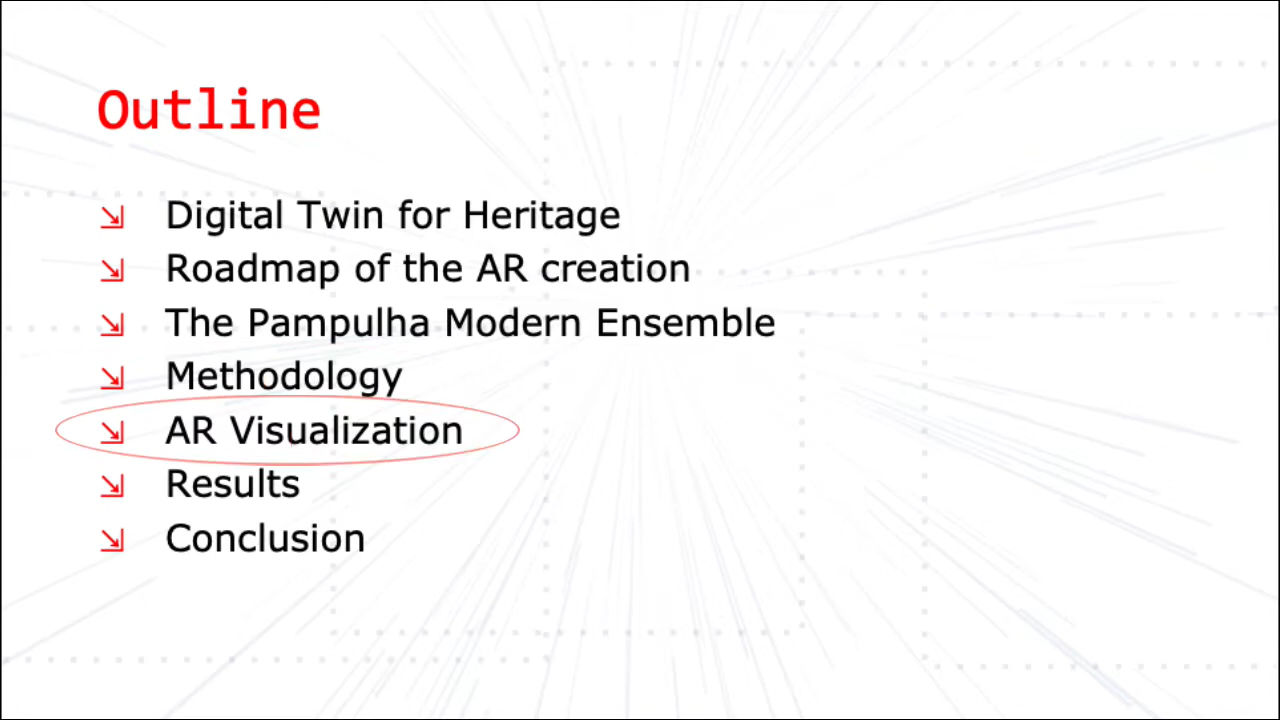 Outline
Digital Twin for Heritage
Roadmap of the AR creation
The Pampulha Modern Ensemble
Methodology
AR Visualization
Results
Conclusion